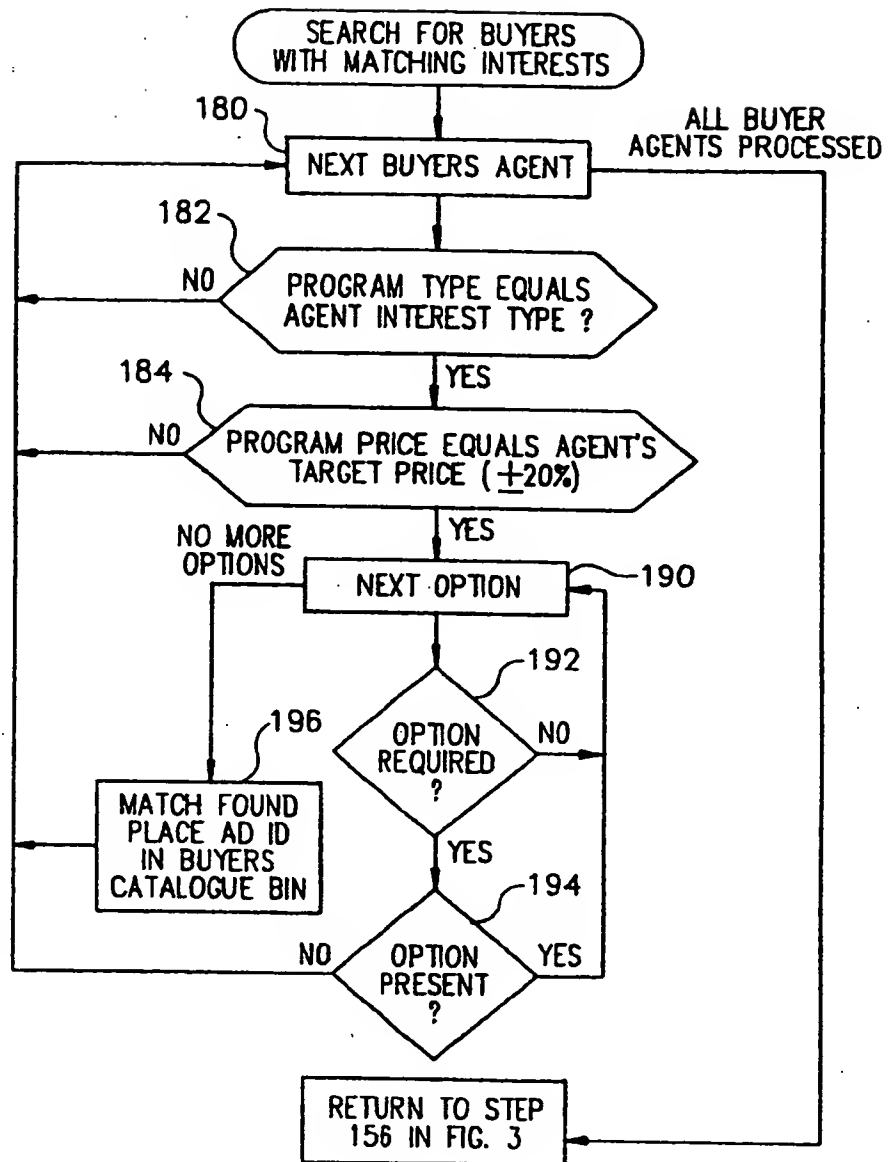 SEARCH FOR BUYERS
WITH MATCHING INTERESTS
180
ALL BUYER
AGENTS PROCESSED
NEXT BUYERS AGENT
182
NO
PROGRAM TYPE EQUALS
AGENT INTEREST TYPE ?
YES
184
NO
PROGRAM PRICE EQUALS AGENT'S
TARGET PRICE (±20%)
YES
NO MORE
OPTIONS
NEXT OPTION
190
192
OPTION
REQUIRED
?
NO
YES
196
MATCH FOUND
PLACE AD ID
IN BUYERS
CATALOGUE BIN
194
NO
OPTION
PRESENT
?
YES
RETURN TO STEP
156 IN FIG. 3